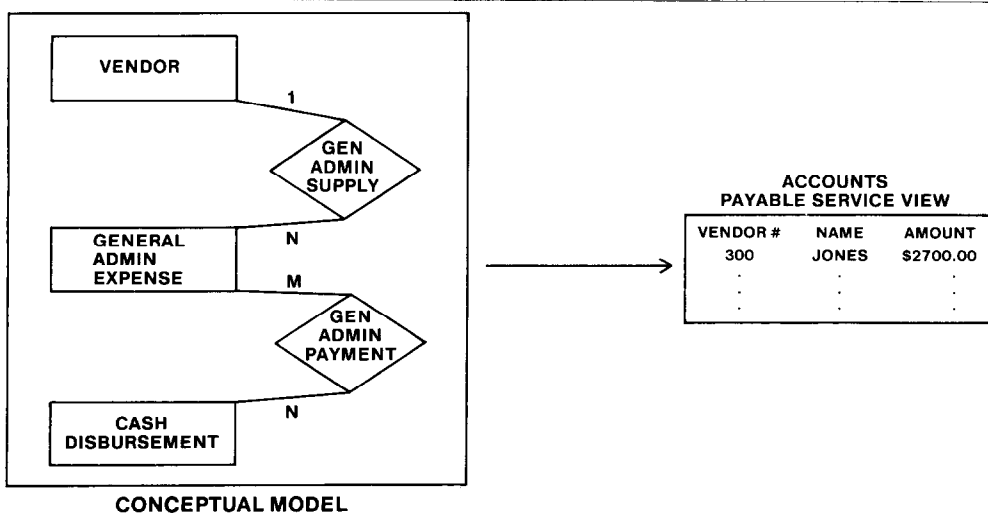 VENDOR
1
GEN
ADMIN
SUPPLY
N
GENERAL
ADMIN
EXPENSE
M
GEN
ADMIN
PAYMENT
N
CASH
DISBURSEMENT
CONCEPTUAL MODEL
ACCOUNTS
PAYABLE SERVICE VIEW
VENDOR # NAME AMOUNT
300 JONES $2700.00
. . .
. . .
. . .